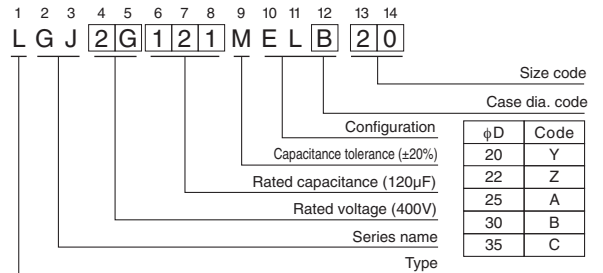 1 2 3 4 5 6 7 8 9 10 11 12 13 14
L G J 2 G 1 2 1 M E L B 2 0
Size code
Case dia. code
Configuration
Capacitance tolerance (±20%)
Rated capacitance (120μF)
Rated voltage (400V)
Series name
Type
ϕD Code
20 Y
22 Z
25 A
30 B
35 C